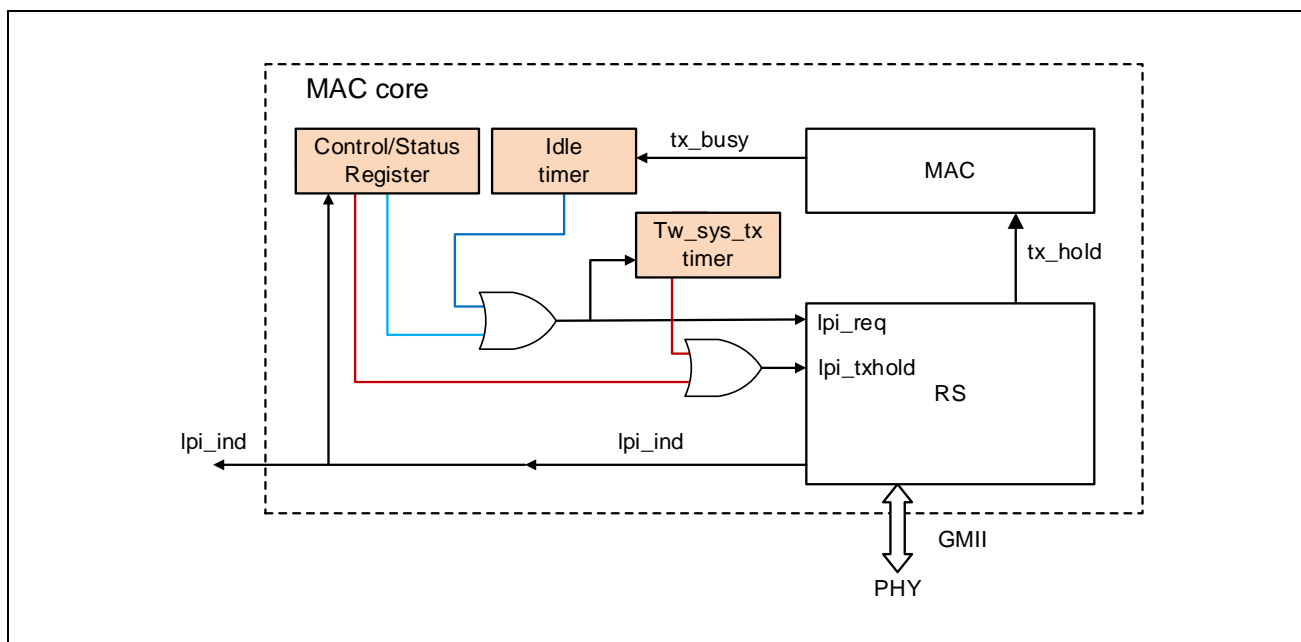 MAC core
Control/Status
Register
Idle
timer
tx_busy
MAC
Tw_sys_tx
timer
tx_hold
lpi_req
lpi_txhold
RS
lpi_ind
lpi_ind
GMII
PHY